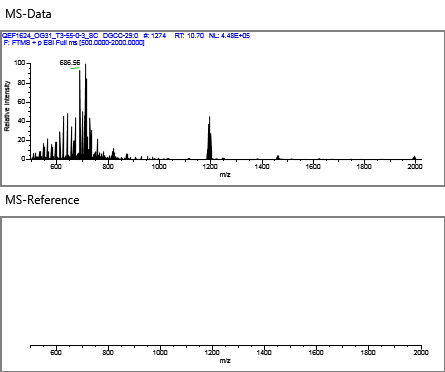 MS-Data
QEF1624_OG31_T3-55-0-3_SC DGCC-29:0 #: 1274 RT: 10.70 NL: 4.48E+05
F: FTMS + p ESI Full ms [500.0000-2000.0000]
686.56
100
80
60
40
20
0
Relative Intensity
600 800 1000 1200 1400 1600 1800 2000
m/z
MS-Reference
600 800 1000 1200 1400 1600 1800 2000
m/z